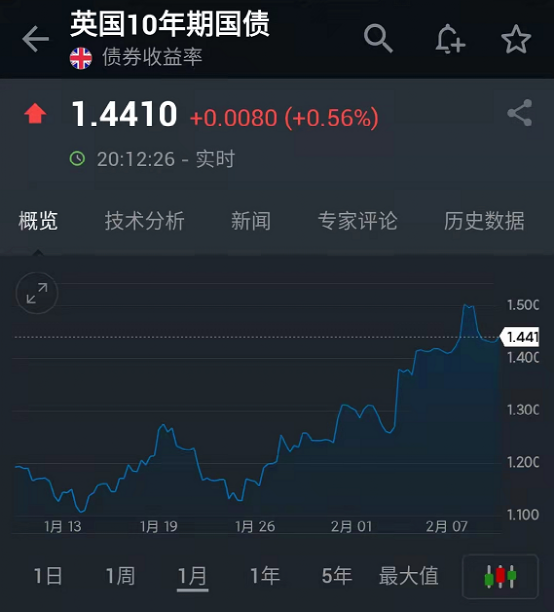 英国10年期国债
债券收益率
1.4410 +0.0080 (+0.56%)
20:12:26 - 实时
概览 技术分析 新闻 专家评论 历史数据
1.500
1.441
1.400
1.300
1.200
1.100
1月 13 1月 19 1月 26 2月 01 2月 07
1日 1周 1月 1年 5年 最大值